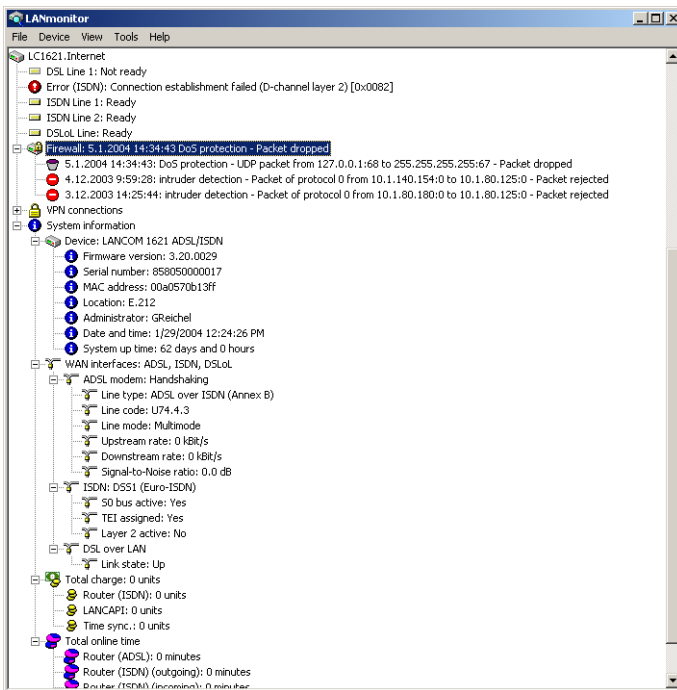 LANmonitor
File Device View Tools Help
LC1621.Internet
DSL Line 1: Not ready
Error (ISDN): Connection establishment failed (D-channel layer 2) [0x0082]
ISDN Line 1: Ready
ISDN Line 2: Ready
DSLoL Line: Ready
Firewall: 5.1.2004 14:34:43 DoS protection - Packet dropped
5.1.2004 14:34:43: DoS protection - UDP packet from 127.0.0.1:68 to 255.255.255.255:67 - Packet dropped
4.12.2003 9:59:28: intruder detection - Packet of protocol 0 from 10.1.140.154:0 to 10.1.80.125:0 - Packet rejected
3.12.2003 14:25:44: intruder detection - Packet of protocol 0 from 10.1.80.180:0 to 10.1.80.125:0 - Packet rejected
VPN connections
System information
Device: LANCOM 1621 ADSL/ISDN
Firmware version: 3.20.0029
Serial number: 858050000017
MAC address: 00a0570b13ff
Location: E.212
Administrator: GReichel
Date and time: 1/29/2004 12:24:26 PM
System up time: 62 days and 0 hours
WAN interfaces: ADSL, ISDN, DSLoL
ADSL modem: Handshaking
Line type: ADSL over ISDN (Annex B)
Line code: U74.4.3
Line mode: Multimode
Upstream rate: 0 kBit/s
Downstream rate: 0 kBit/s
Signal-to-Noise ratio: 0.0 dB
ISDN: DSS1 (Euro-ISDN)
S0 bus active: Yes
TEI assigned: Yes
Layer 2 active: No
DSL over LAN
Link state: Up
Total charge: 0 units
Router (ISDN): 0 units
LANCAPI: 0 units
Time sync.: 0 units
Total online time
Router (ADSL): 0 minutes
Router (ISDN) (outgoing): 0 minutes
Router (ISDN) (incoming): 0 minutes